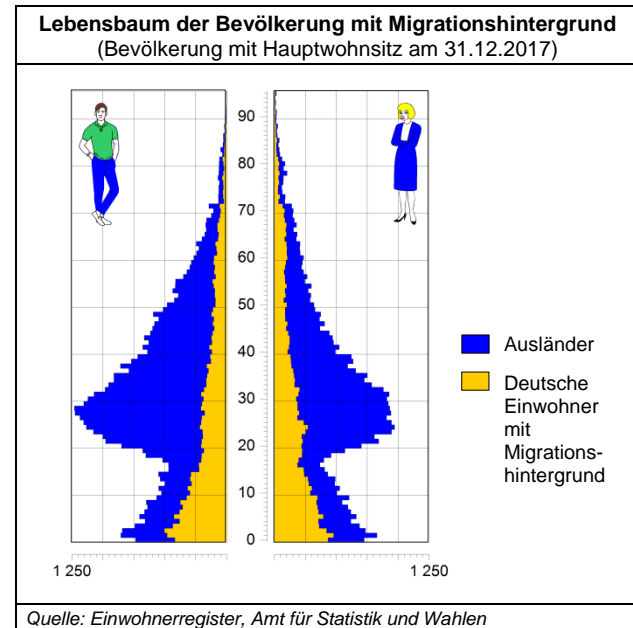 Lebensbaum der Bevölkerung mit Migrationshintergrund
(Bevölkerung mit Hauptwohnsitz am 31.12.2017)
90
80
70
60
50
40
30
20
10
0
1 250
1 250
Ausländer
Deutsche
Einwohner
mit
Migrations-
hintergrund
Quelle: Einwohnerregister, Amt für Statistik und Wahlen